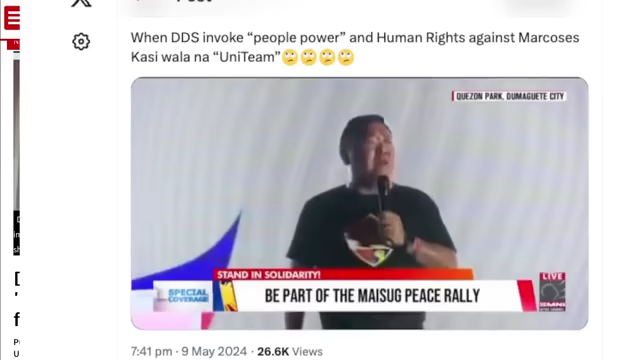 When DDS invoke “people power” and Human Rights against Marcoses
Kasi wala na “UniTeam”🙄🙄🙄🙄
QUEZON PARK, DUMAGUETE CITY
STAND IN SOLIDARITY!
LIVE
SPECIAL
COVERAGE
BE PART OF THE MAISUG PEACE RALLY
SMNI
7:41 pm · 9 May 2024 · 26.6K Views